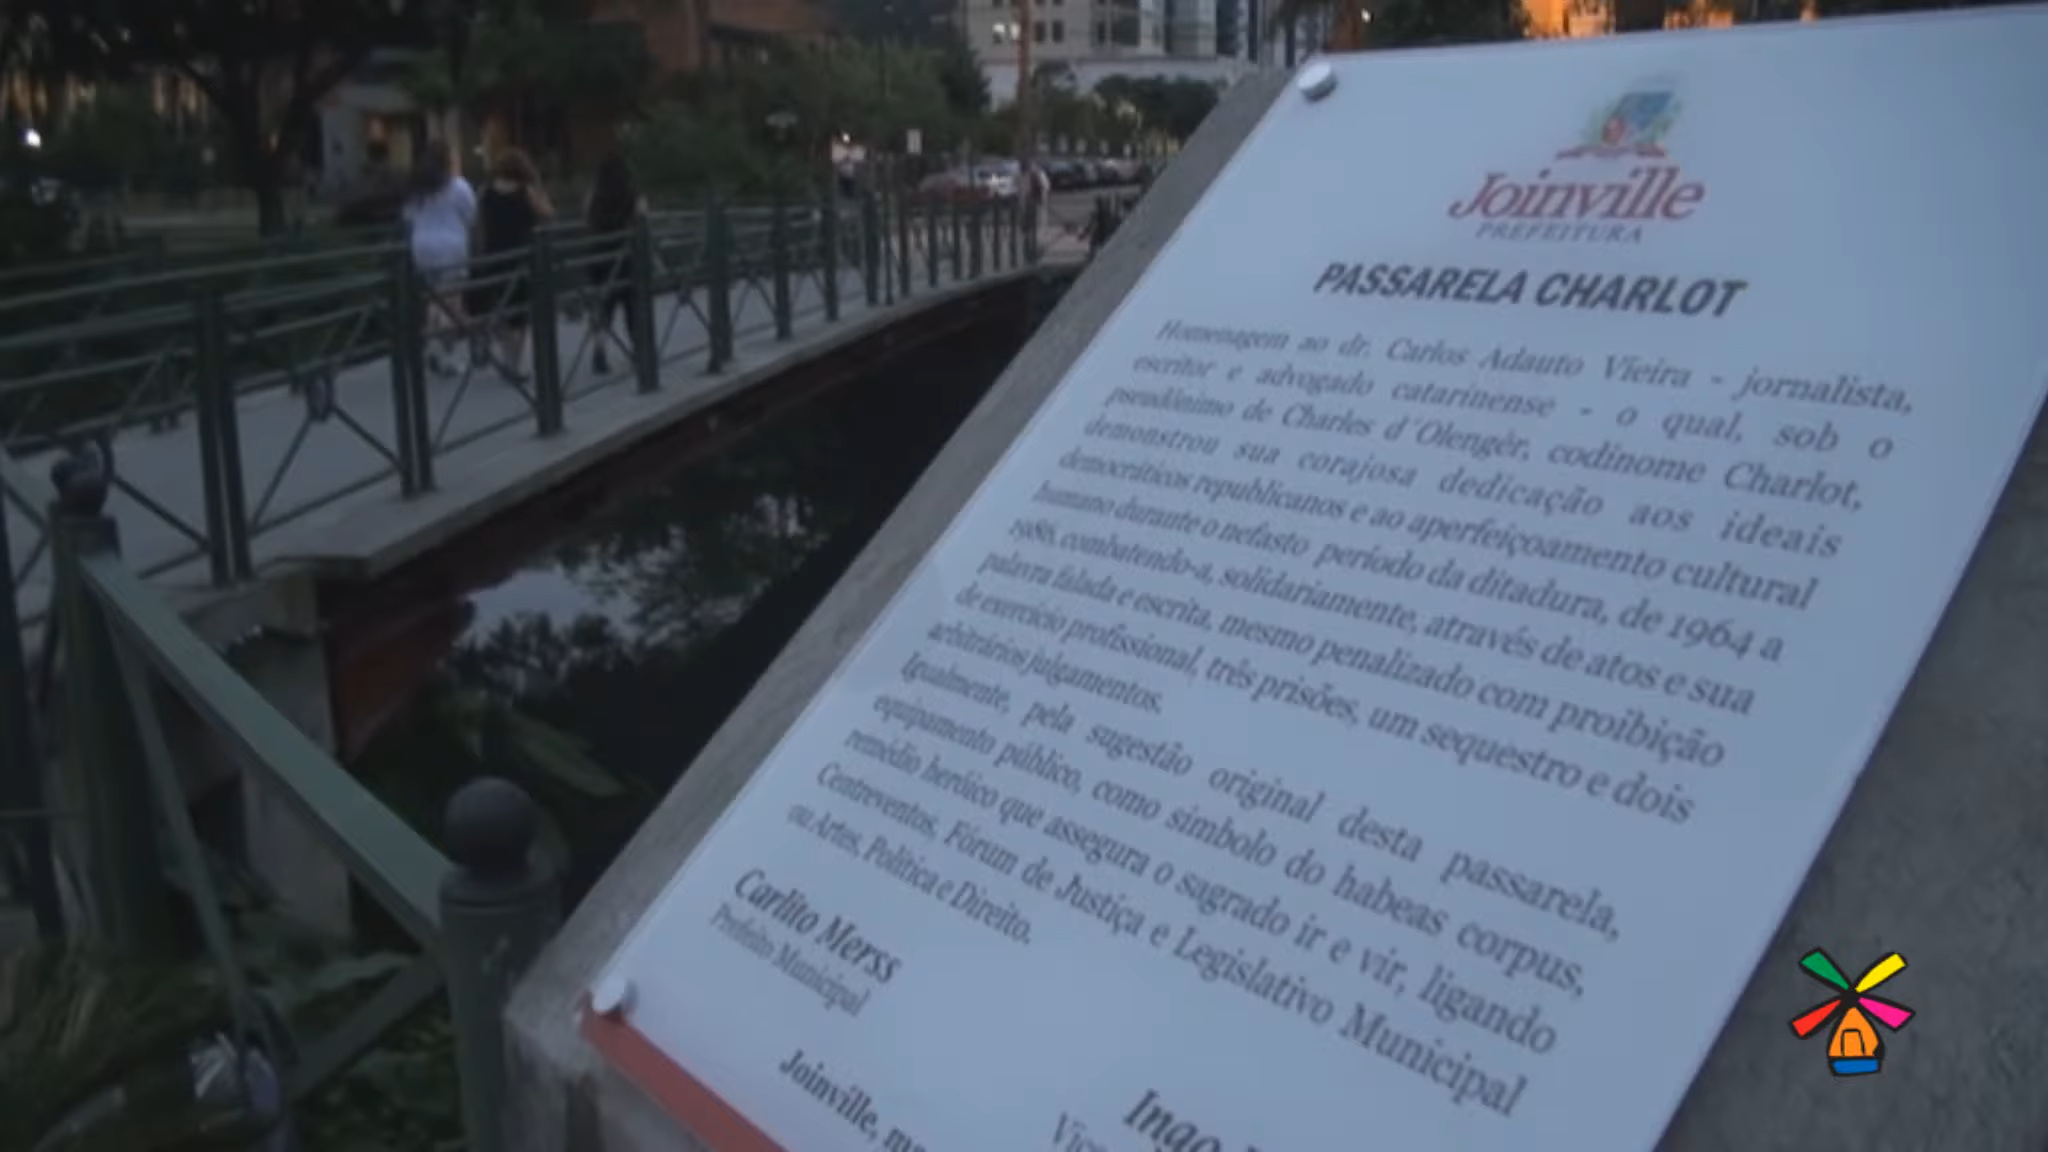 Joinville
PREFEITURA
PASSARELA CHARLOT
Homenagem ao dr. Carlos Adauto Vieira - jornalista,
escritor e advogado catarinense - o qual, sob o
pseudônimo de Charles d´Olengèr, codinome Charlot,
demonstrou sua corajosa dedicação aos ideais
democráticos republicanos e ao aperfeiçoamento cultural
humano durante o nefasto período da ditadura, de 1964 a
1986, combatendo-a, solidariamente, através de atos e sua
palavra falada e escrita, mesmo penalizado com proibição
de exercício profissional, três prisões, um sequestro e dois
arbitrários julgamentos.
Igualmente, pela sugestão original desta passarela,
equipamento público, como símbolo do habeas corpus,
remédio heróico que assegura o sagrado ir e vir, ligando
Centreventos, Fórum de Justiça e Legislativo Municipal
ou Artes, Política e Direito.
Carlito Merss
Prefeito Municipal
Ingo
Vice
Joinville,